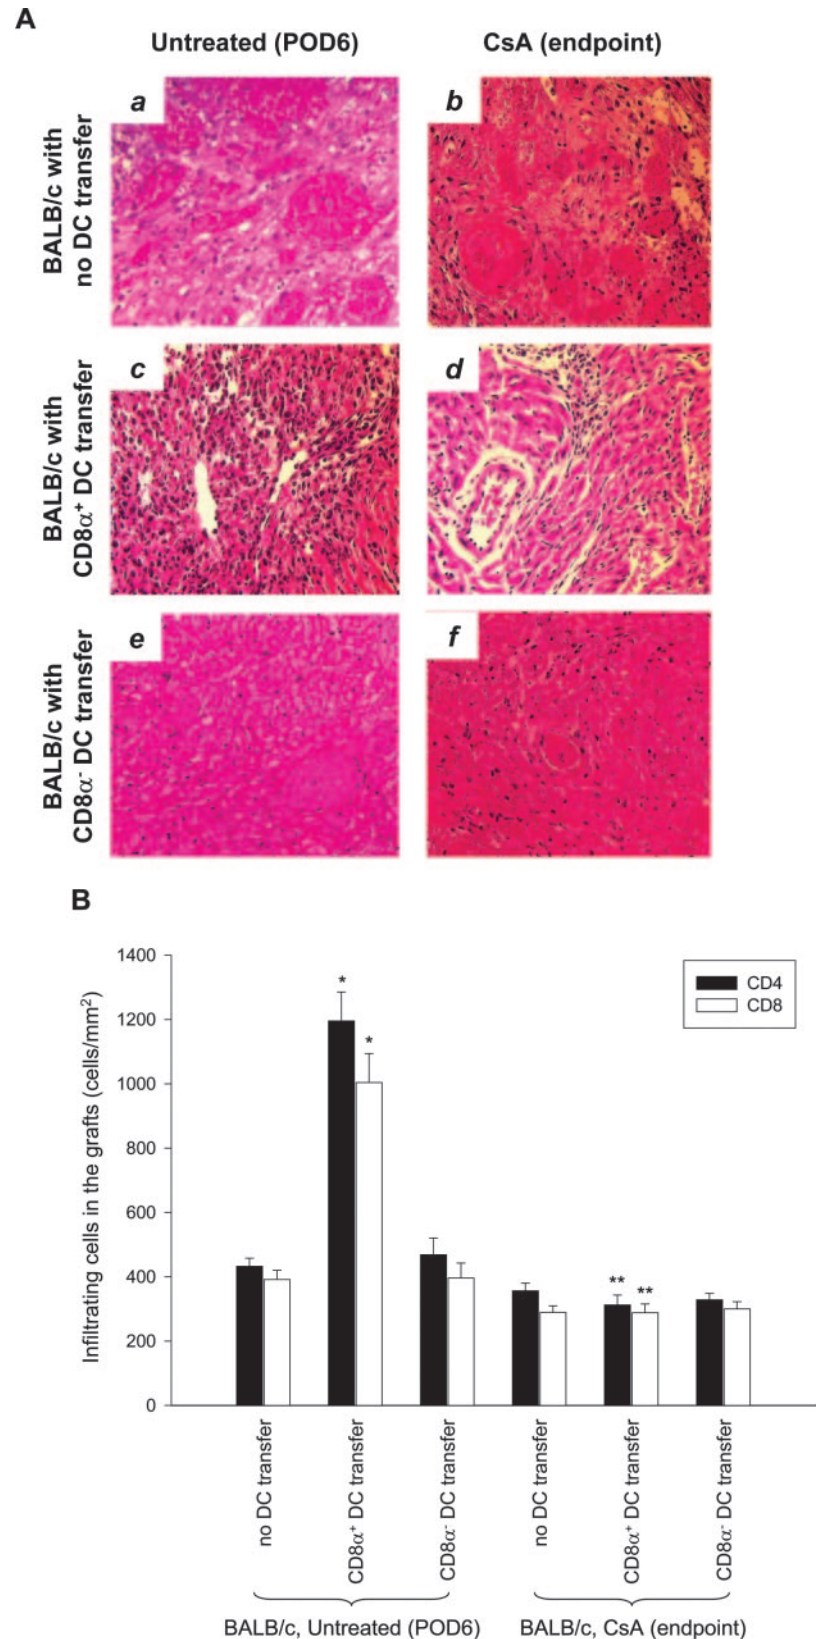 A
Untreated (POD6)
CsA (endpoint)
BALB/c with
no DC transfer
a
b
BALB/c with
CD8α⁺ DC transfer
c
d
BALB/c with
CD8α⁻ DC transfer
e
f
B
Infiltrating cells in the grafts (cells/mm²)
1400
1200
1000
800
600
400
200
0
*
*
**
**
CD4
CD8
no DC transfer
CD8α⁺ DC transfer
CD8α⁻ DC transfer
no DC transfer
CD8α⁺ DC transfer
CD8α⁻ DC transfer
BALB/c, Untreated (POD6)
BALB/c, CsA (endpoint)